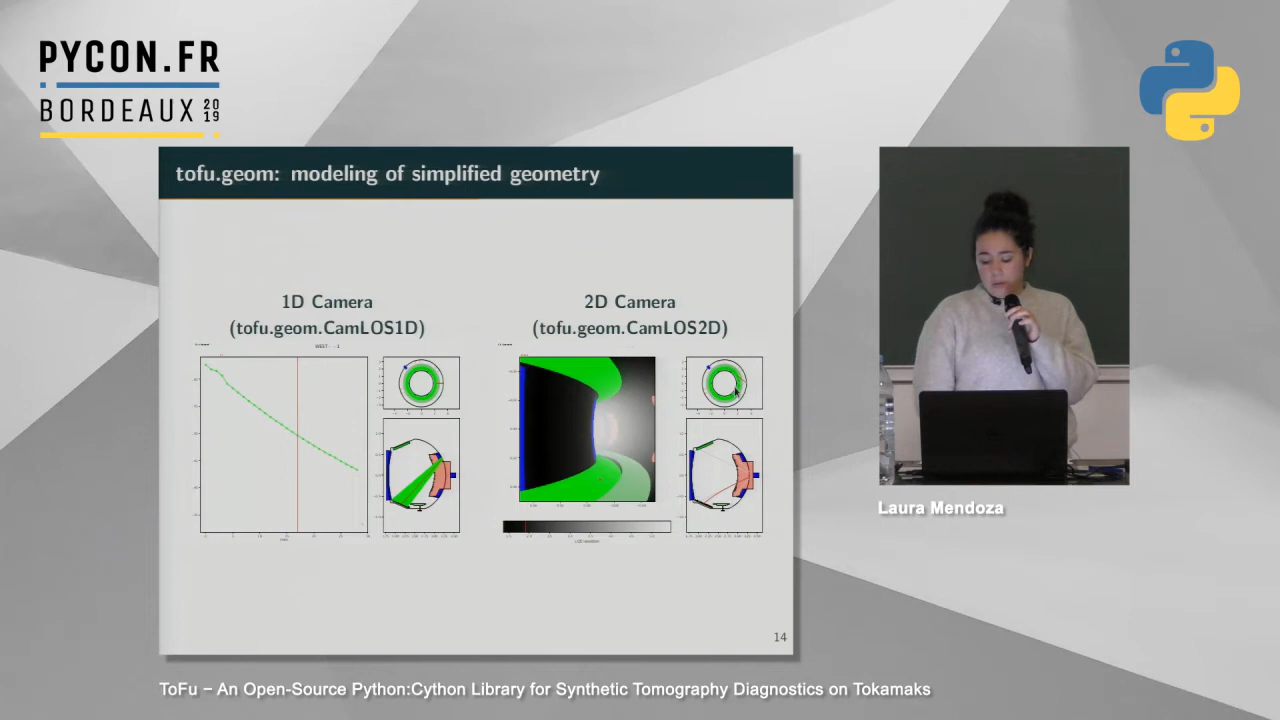 PYCON.FR
BORDEAUX 20 19
tofu.geom: modeling of simplified geometry
1D Camera
(tofu.geom.CamLOS1D)
2D Camera
(tofu.geom.CamLOS2D)
14
Laura Mendoza
ToFu – An Open-Source Python:Cython Library for Synthetic Tomography Diagnostics on Tokamaks